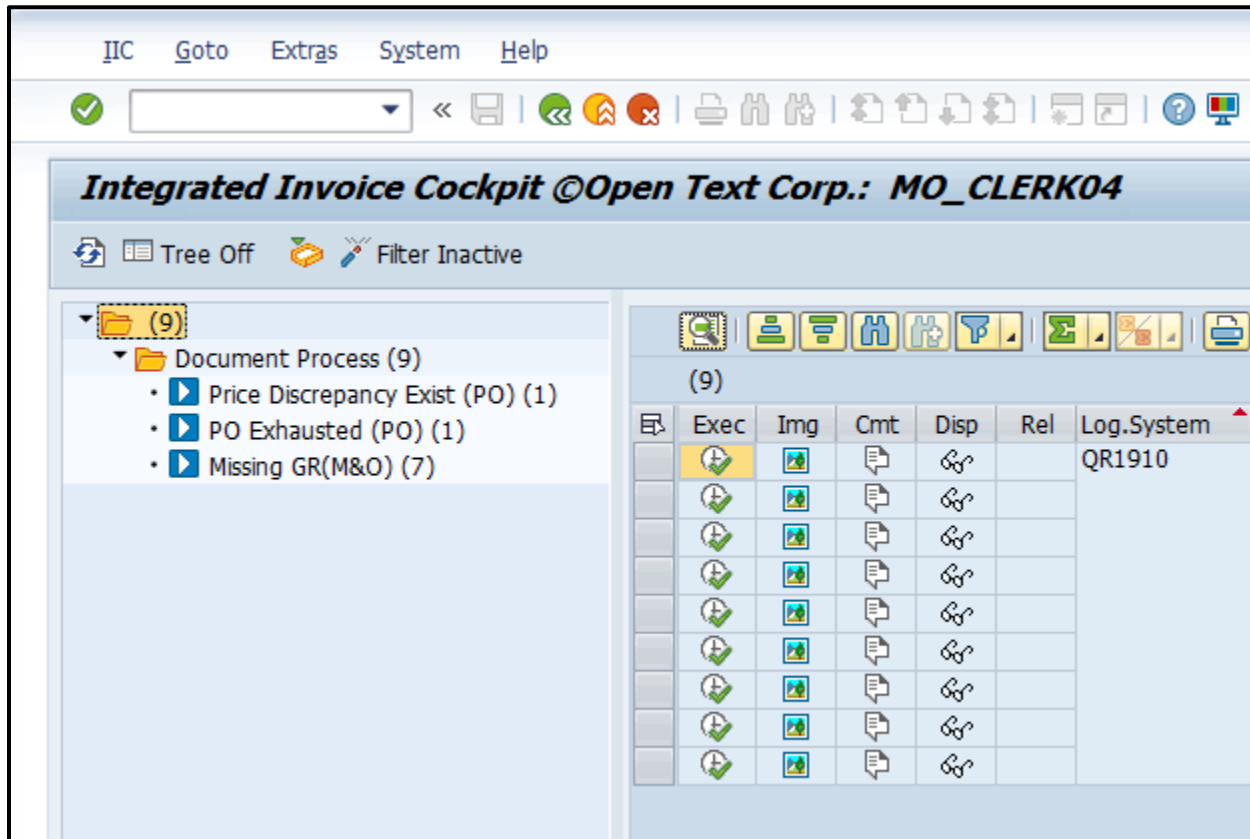 IIC Goto Extras System Help
Integrated Invoice Cockpit ©Open Text Corp.: MO_CLERK04
Tree Off Filter Inactive
(9)
Document Process (9)
Price Discrepancy Exist (PO) (1)
PO Exhausted (PO) (1)
Missing GR(M&O) (7)
(9)
Exec Img Cmt Disp Rel Log.System
QR1910